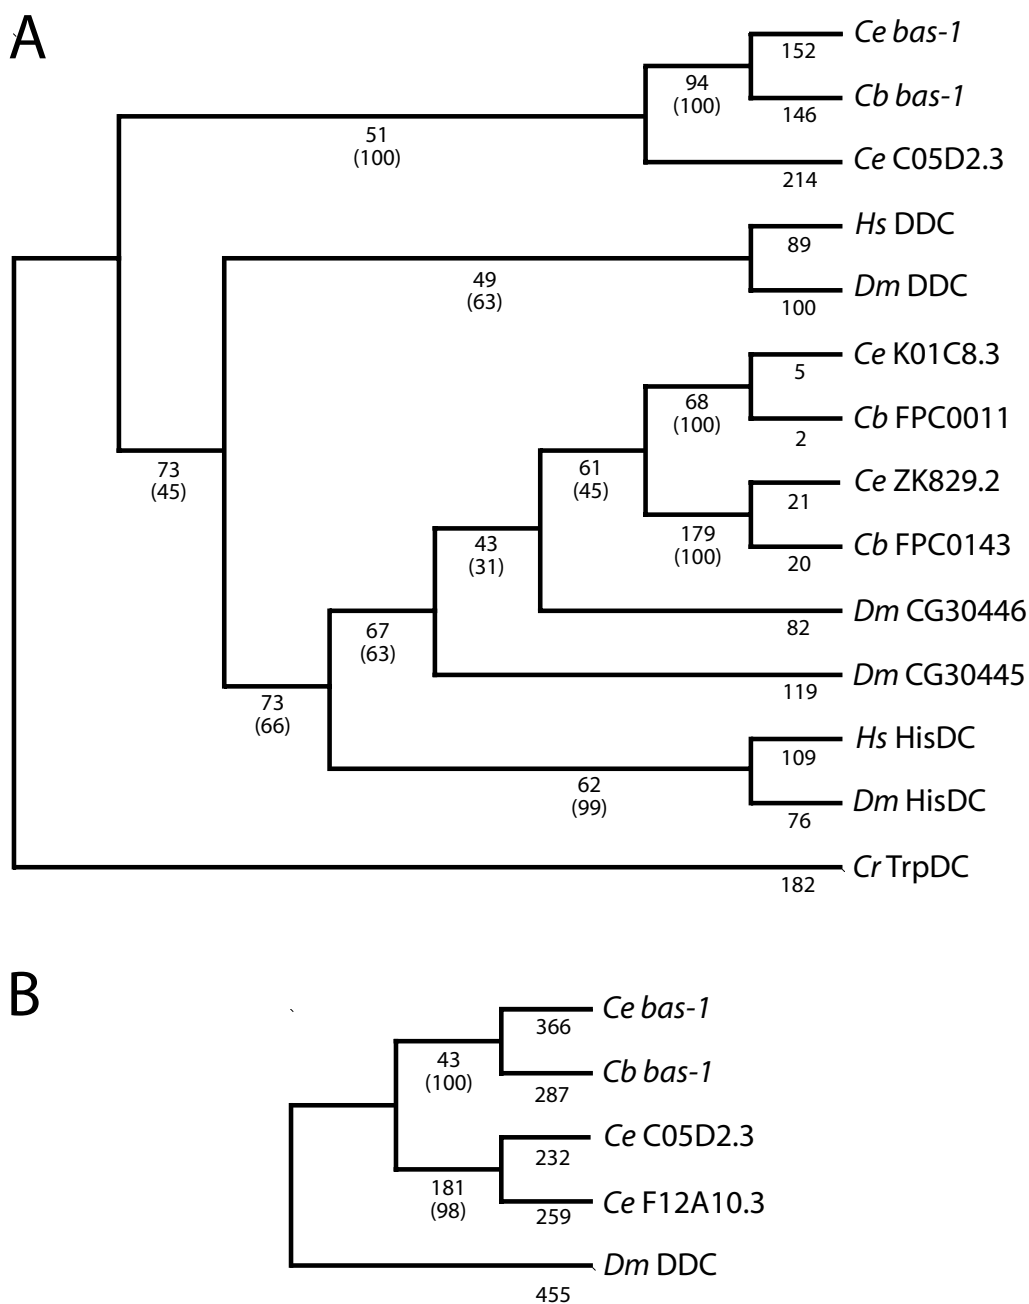 A
Ce bas-1
152
94
(100)
Cb bas-1
146
51
(100)
Ce C05D2.3
214
Hs DDC
89
49
(63)
Dm DDC
100
Ce K01C8.3
5
68
(100)
Cb FPC0011
2
73
(45)
61
(45)
Ce ZK829.2
21
179
(100)
Cb FPC0143
20
43
(31)
Dm CG30446
82
67
(63)
Dm CG30445
119
73
(66)
Hs HisDC
109
62
(99)
Dm HisDC
76
Cr TrpDC
182
B
Ce bas-1
366
43
(100)
Cb bas-1
287
Ce C05D2.3
232
181
(98)
Ce F12A10.3
259
Dm DDC
455